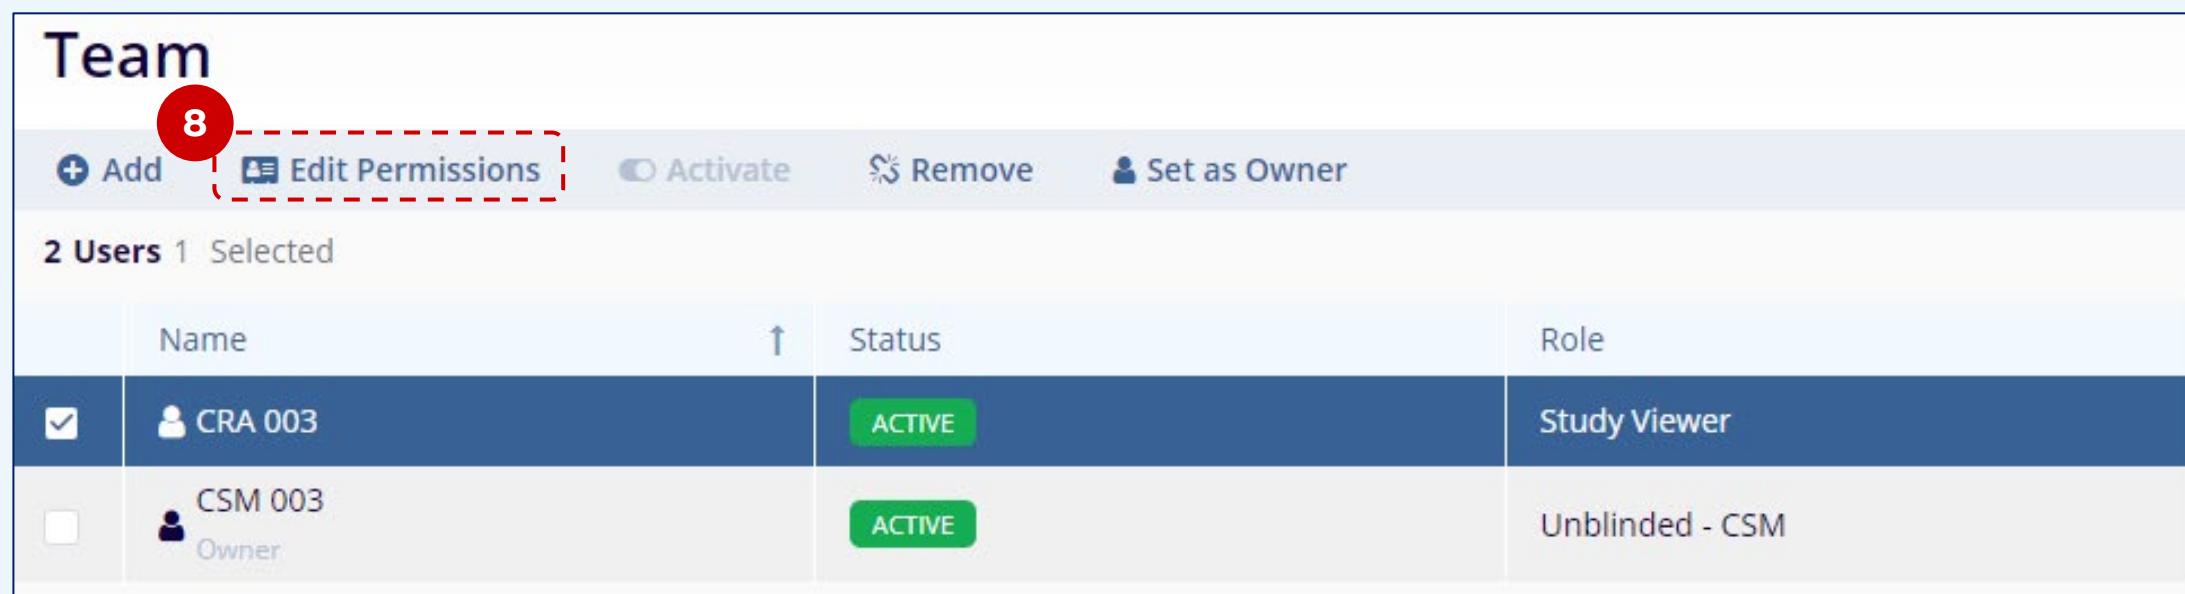 Team
8
Add Edit Permissions Activate Remove Set as Owner
2 Users 1 Selected
Name Status Role
CRA 003 ACTIVE Study Viewer
CSM 003
Owner
ACTIVE Unblinded - CSM